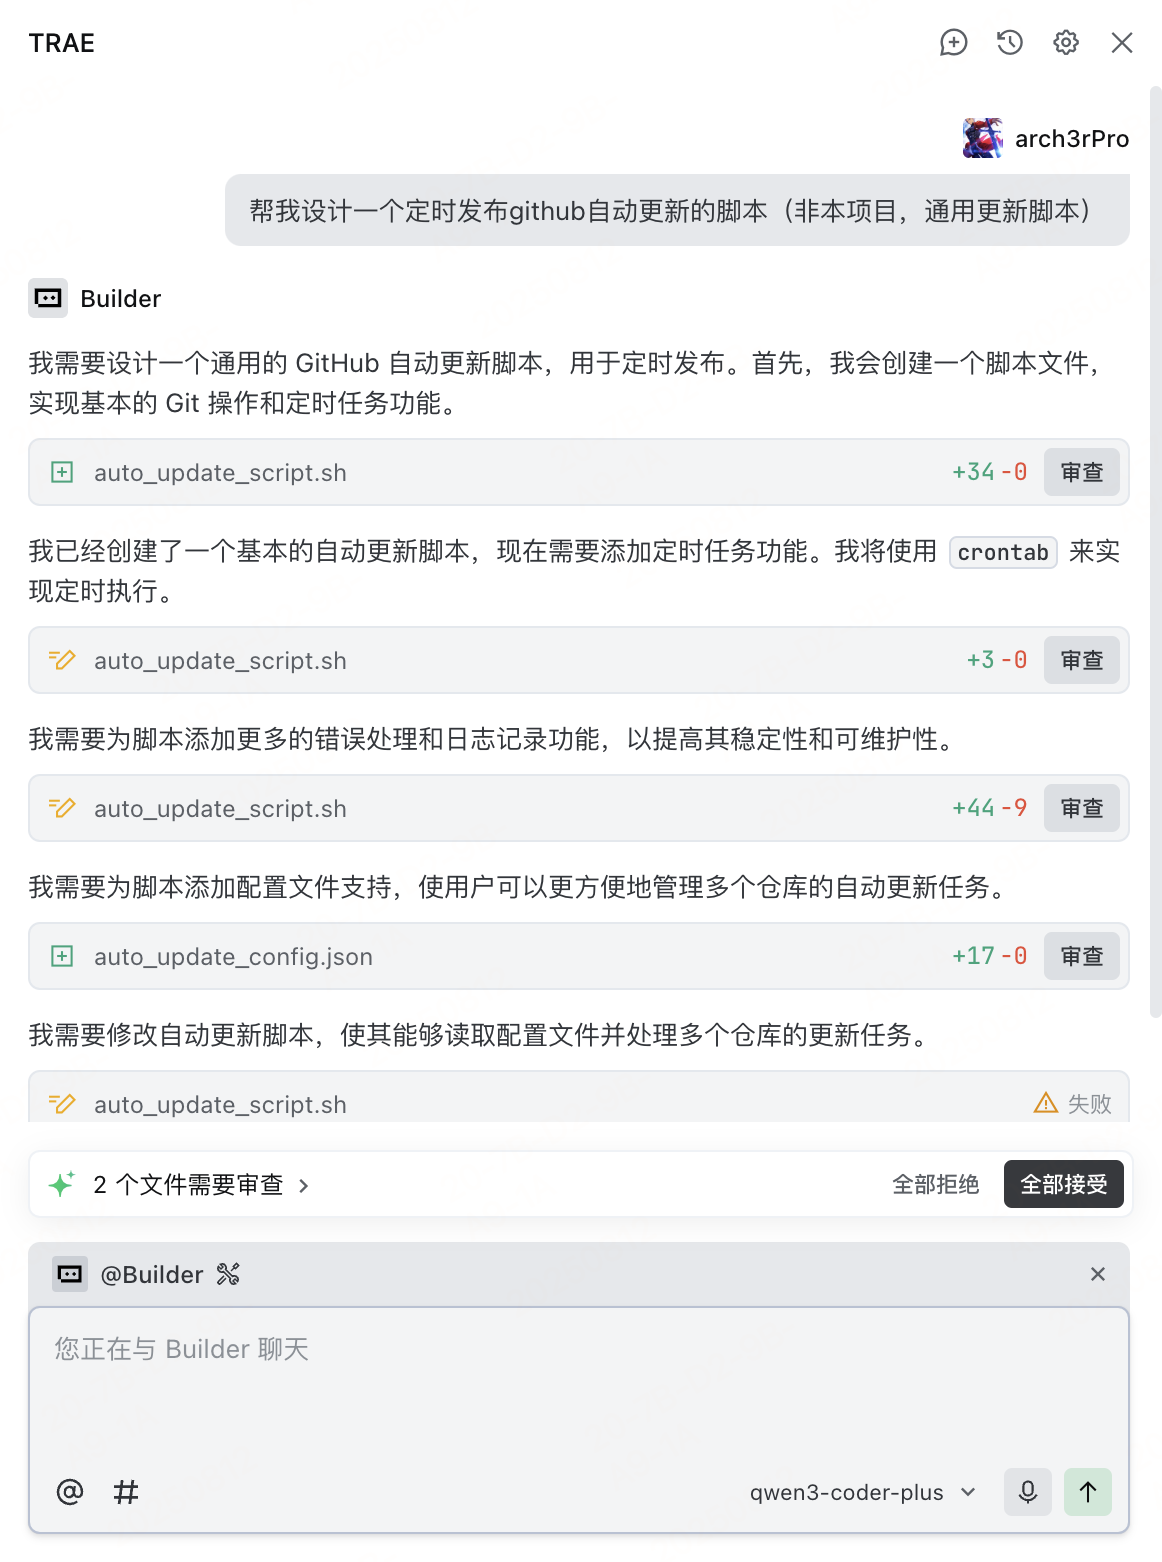 TRAE
arch3rPro
帮我设计一个定时发布github自动更新的脚本（非本项目，通用更新脚本）
Builder
我需要设计一个通用的 GitHub 自动更新脚本，用于定时发布。首先，我会创建一个脚本文件，
实现基本的 Git 操作和定时任务功能。
auto_update_script.sh +34 -0 审查
我已经创建了一个基本的自动更新脚本，现在需要添加定时任务功能。我将使用 crontab 来实
现定时执行。
auto_update_script.sh +3 -0 审查
我需要为脚本添加更多的错误处理和日志记录功能，以提高其稳定性和可维护性。
auto_update_script.sh +44 -9 审查
我需要为脚本添加配置文件支持，使用户可以更方便地管理多个仓库的自动更新任务。
auto_update_config.json +17 -0 审查
我需要修改自动更新脚本，使其能够读取配置文件并处理多个仓库的更新任务。
auto_update_script.sh 失败
2 个文件需要审查 全部拒绝 全部接受
@Builder
您正在与 Builder 聊天
@ # qwen3-coder-plus